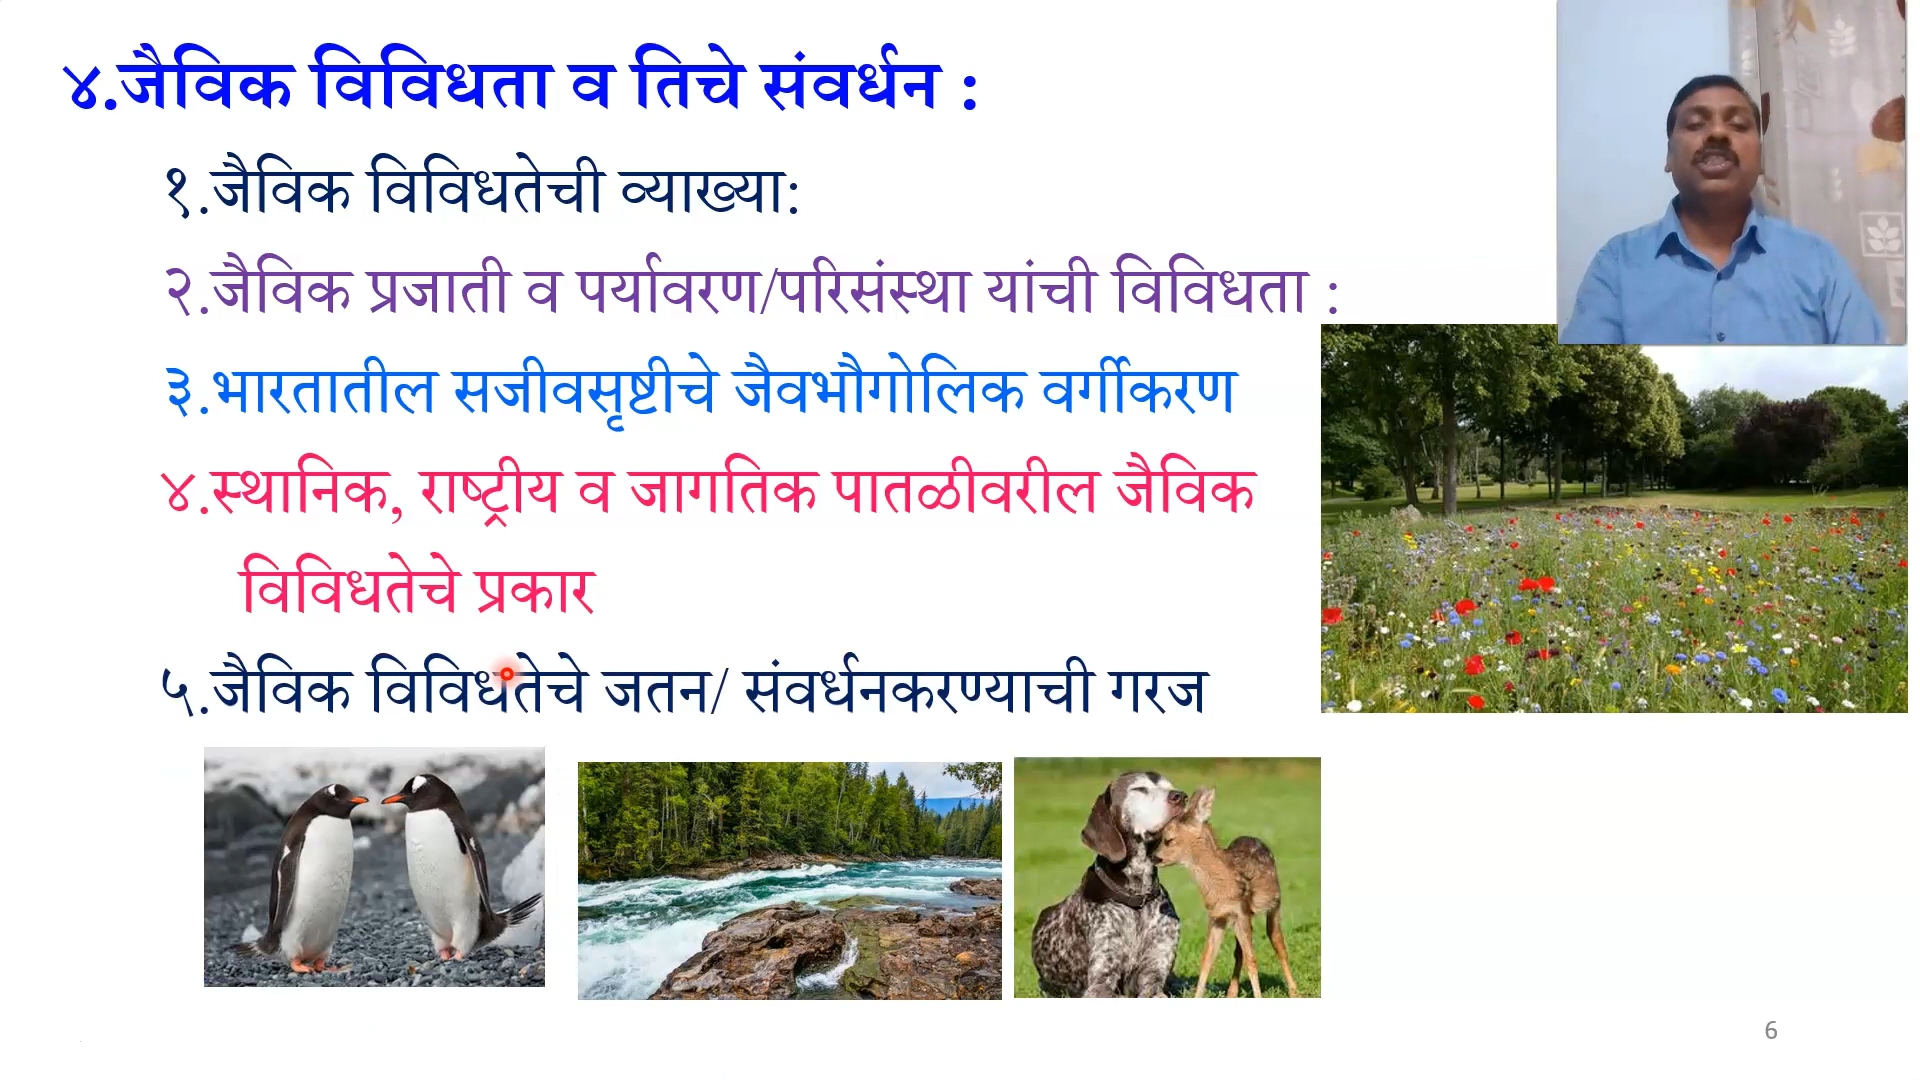 ४.जैविक विविधता व तिचे संवर्धन :
१.जैविक विविधतेची व्याख्या:
२.जैविक प्रजाती व पर्यावरण/परिसंस्था यांची विविधता :
३.भारतातील सजीवसृष्टीचे जैवभौगोलिक वर्गीकरण
४.स्थानिक, राष्ट्रीय व जागतिक पातळीवरील जैविक
विविधतेचे प्रकार
५.जैविक विविधतेचे जतन/ संवर्धनकरण्याची गरज
6